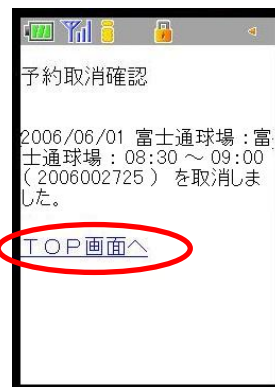 予約取消確認
2006/06/01 富士通球場：富
士通球場：08:30 ～ 09:00
（2006002725） を取消しま
した。
ＴＯＰ画面へ